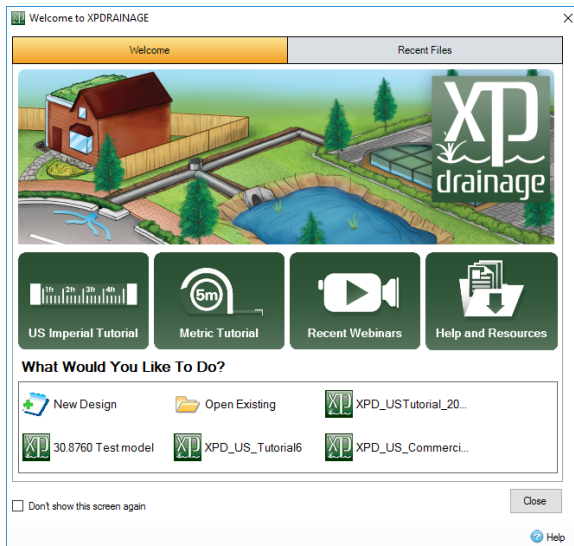 Welcome to XPDRAINAGE
Welcome
Recent Files
XP
drainage
1ft 2ft 3ft 4ft
5m
US Imperial Tutorial
Metric Tutorial
Recent Webinars
Help and Resources
What Would You Like To Do?
New Design
Open Existing
XPD_USTutorial_20...
30.8760 Test model
XPD_US_Tutorial6
XPD_US_Commerci...
Don't show this screen again
Close
Help